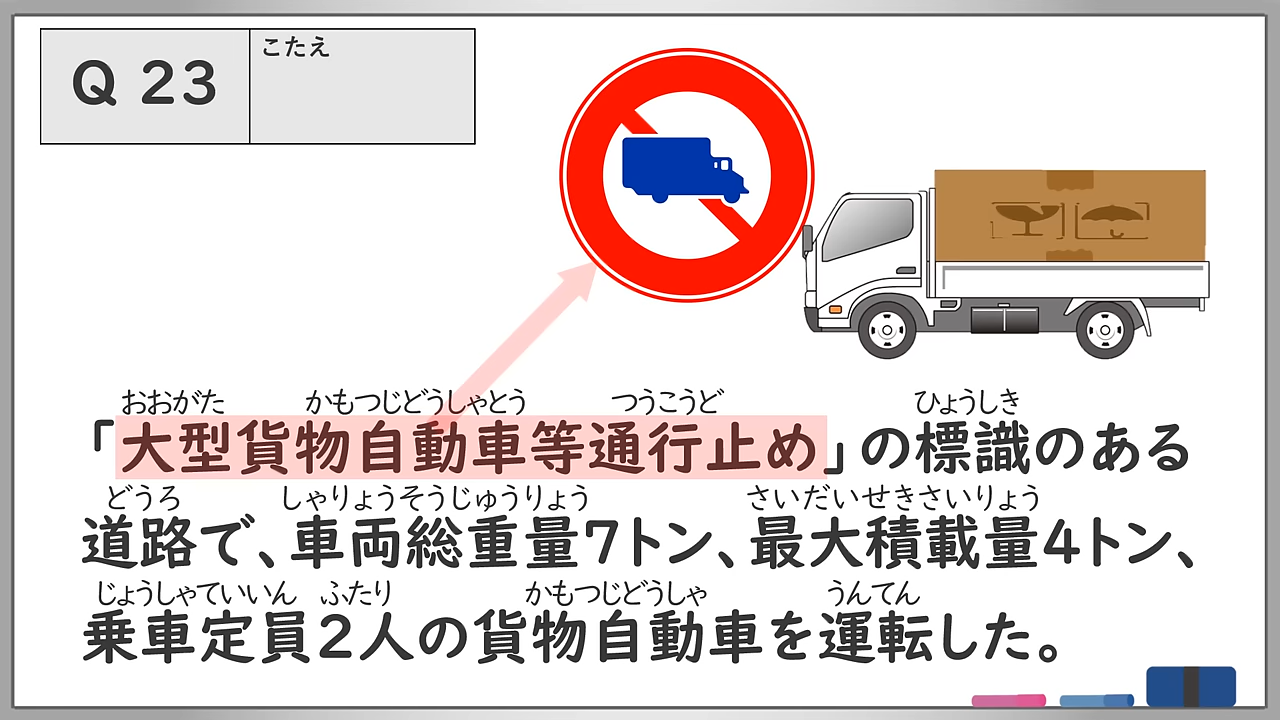 Q 23
こたえ
おおがた かもつじどうしゃとう つうこうど ひょうしき
「大型貨物自動車等通行止め」の標識のある
どうろ しゃりょうそうじゅうりょう さいだいせきさいりょう
道路で、車両総重量7トン、最大積載量4トン、
じょうしゃていいん ふたり かもつじどうしゃ うんてん
乗車定員2人の貨物自動車を運転した。